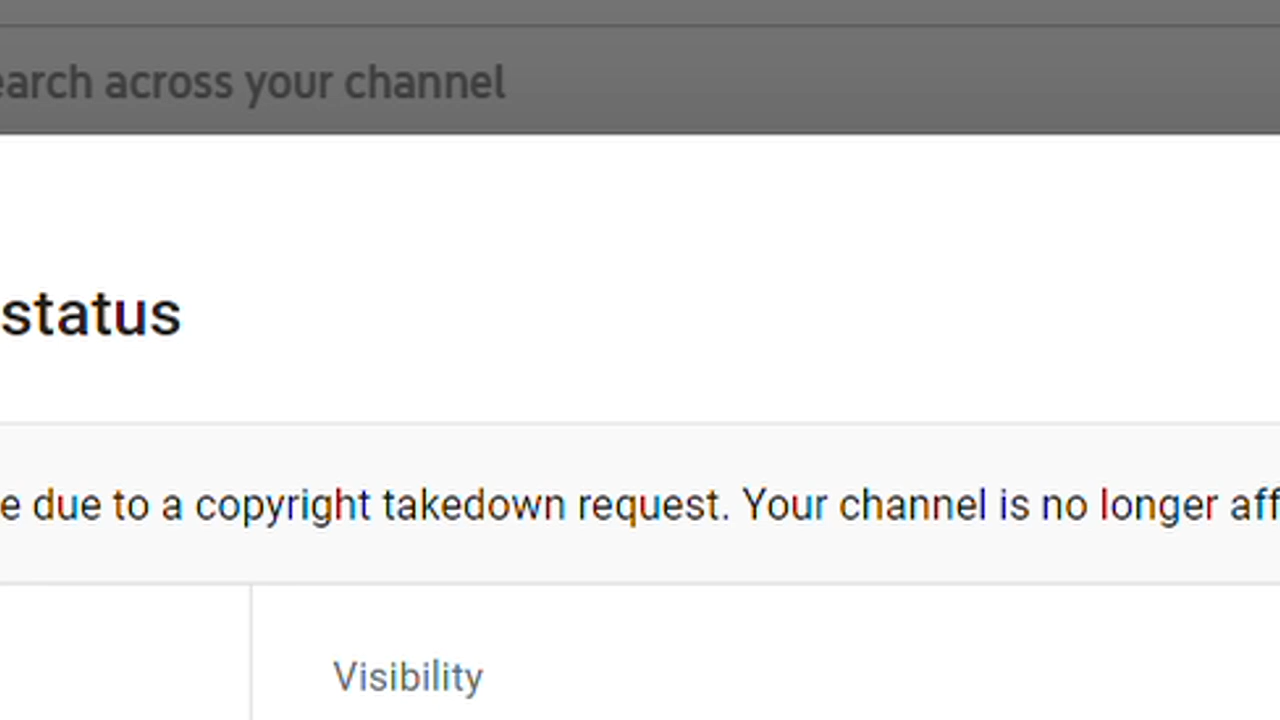 earch across your channel
status
e due to a copyright takedown request. Your channel is no longer aff
Visibility